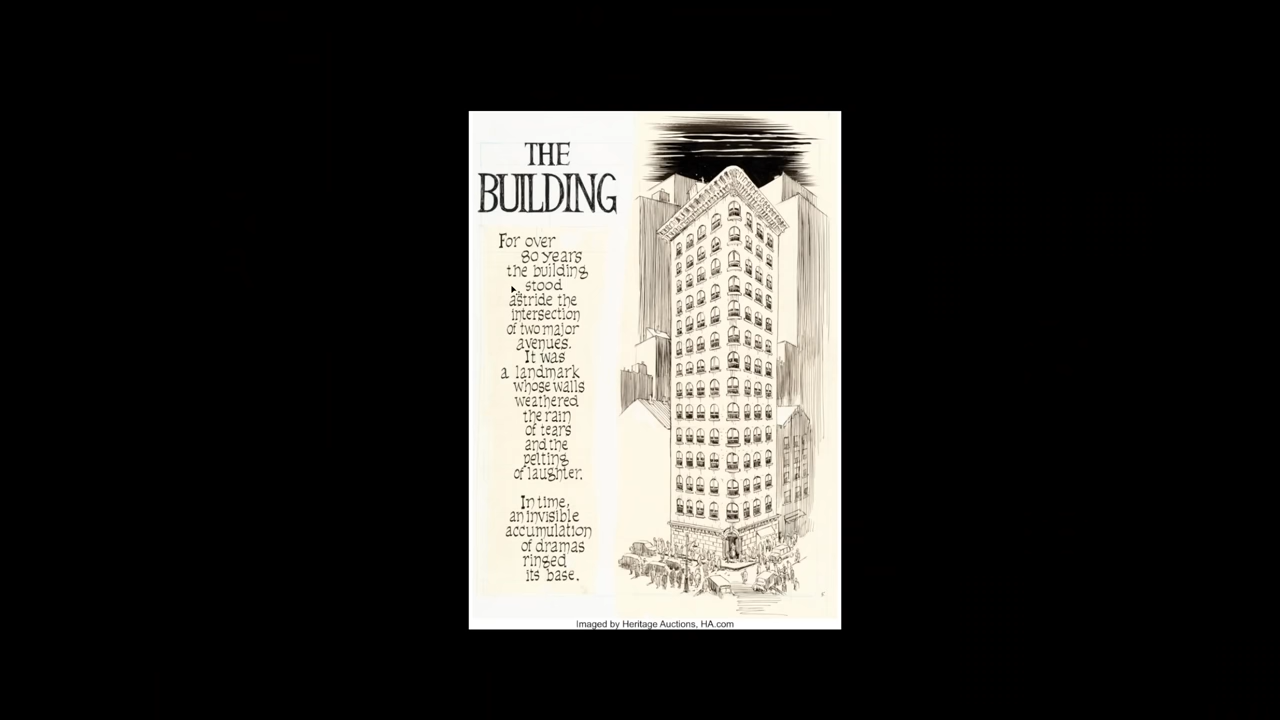 THE
BUILDING
For over
80 years
the building
stood
astride the
intersection
of two major
avenues.
It was
a landmark
whose walls
weathered
the rain
of tears
and the
pelting
of laughter.
In time,
an invisible
accumulation
of dramas
ringed
its base.
Imaged by Heritage Auctions, HA.com